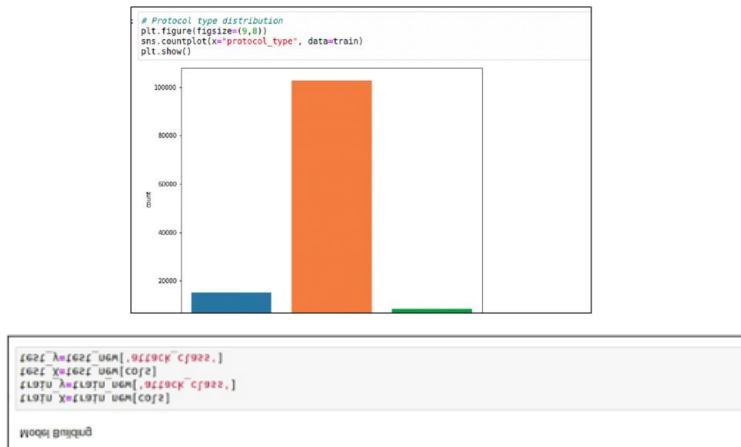 # Protocol type distribution
plt.figure(figsize=(9,8))
sns.countplot(x="protocol_type", data=train)
plt.show()
100000
80000
60000
count
40000
20000
train_X=train_new[cols]
train_y=train_new['attack_class']
test_X=test_new[cols]
test_y=test_new['attack_class']
Model Building